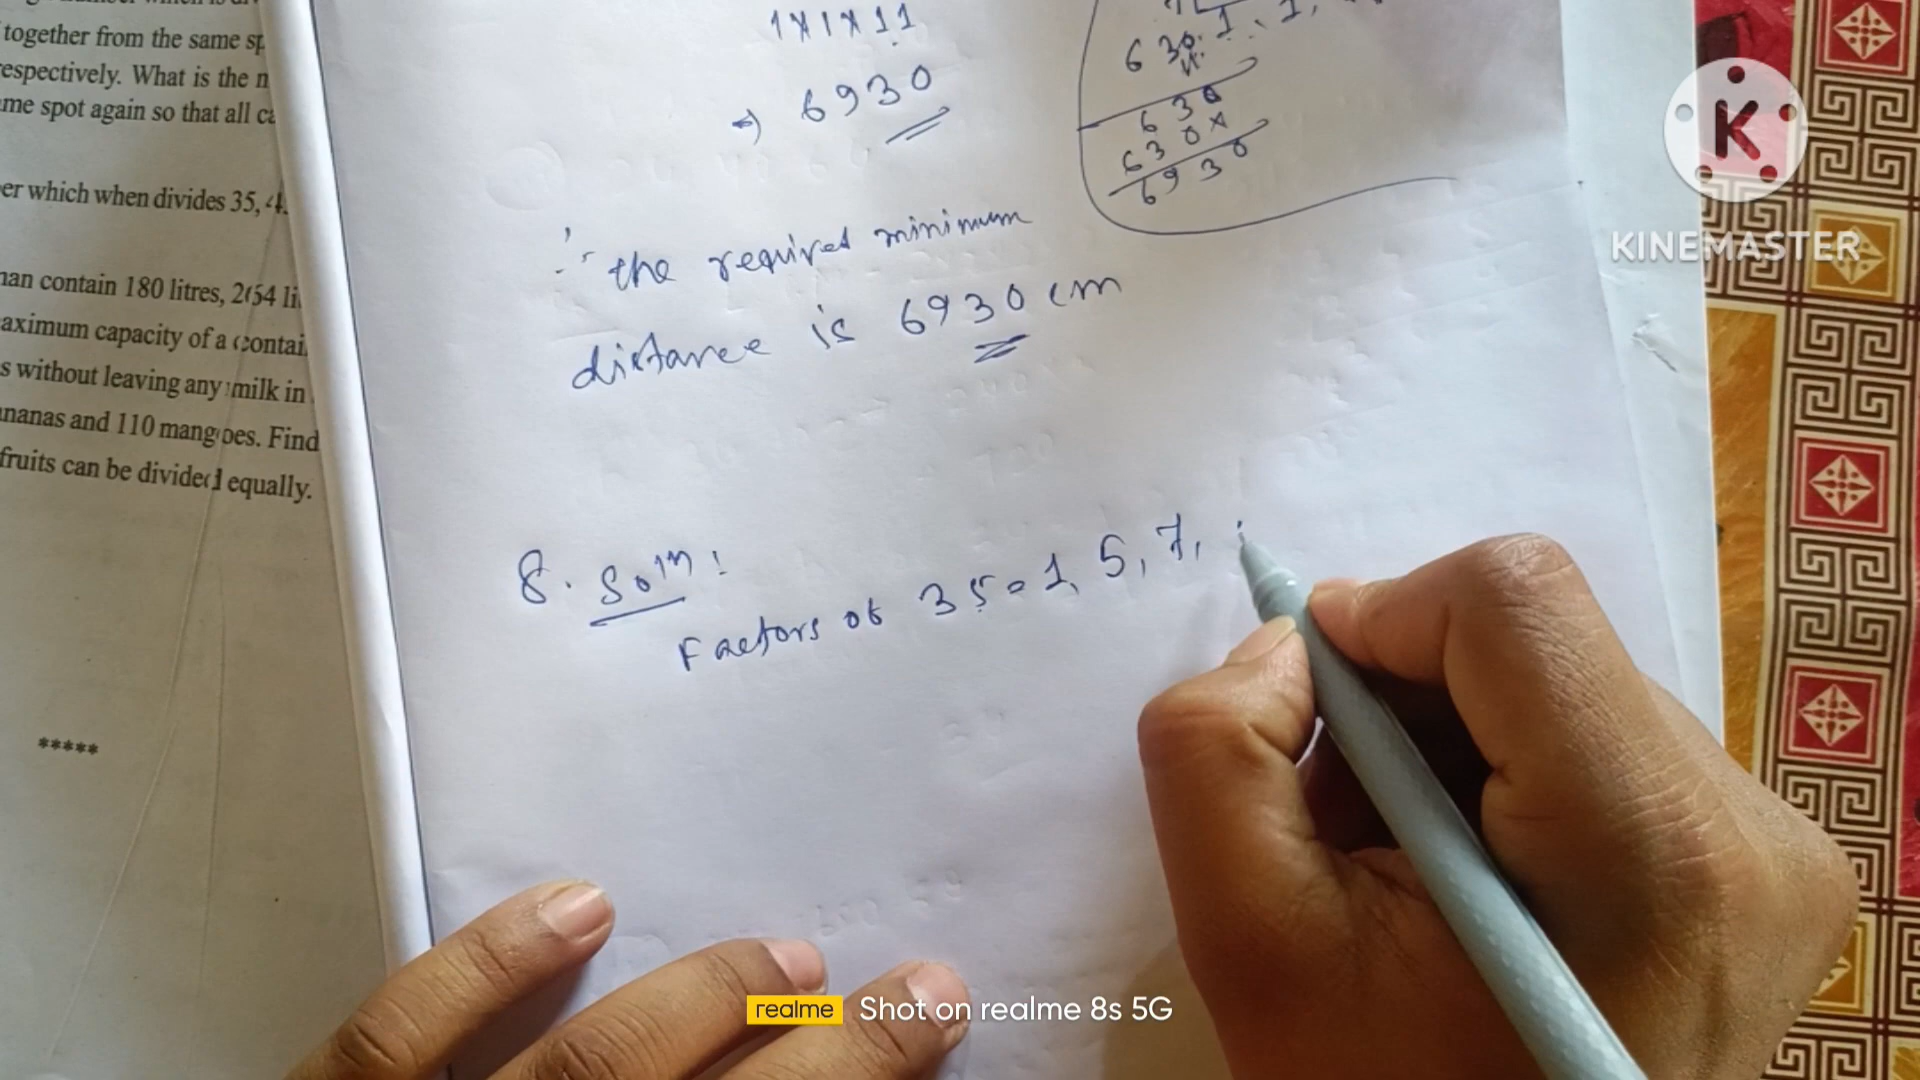 together from the same sp
espectively. What is the n
me spot again so that all ca
er which when divides 35, 4
nan contain 180 litres, 264 li
aximum capacity of a contai
s without leaving any milk in
nanas and 110 mangoes. Find
fruits can be divided equally.
*****
1 x 1 x 11
⇒ 6930
630
6300
6930
∴ the required minimum
distance is 6930 cm
8. Soln:
Factors of 35 = 1, 5, 7,
K
KINEMASTER
realme Shot on realme 8s 5G